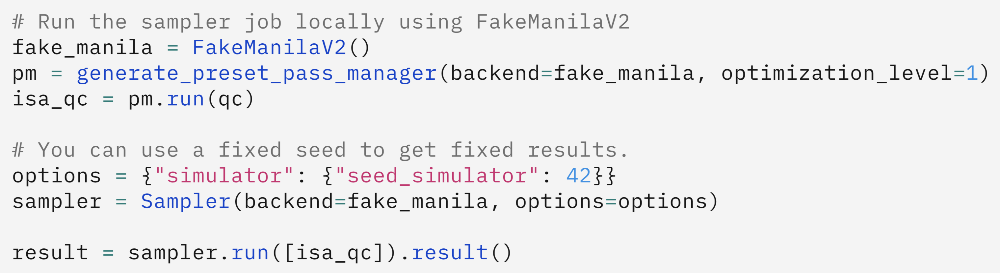 # Run the sampler job locally using FakeManilaV2
fake_manila = FakeManilaV2()
pm = generate_preset_pass_manager(backend=fake_manila, optimization_level=1)
isa_qc = pm.run(qc)
# You can use a fixed seed to get fixed results.
options = {"simulator": {"seed_simulator": 42}}
sampler = Sampler(backend=fake_manila, options=options)
result = sampler.run([isa_qc]).result()